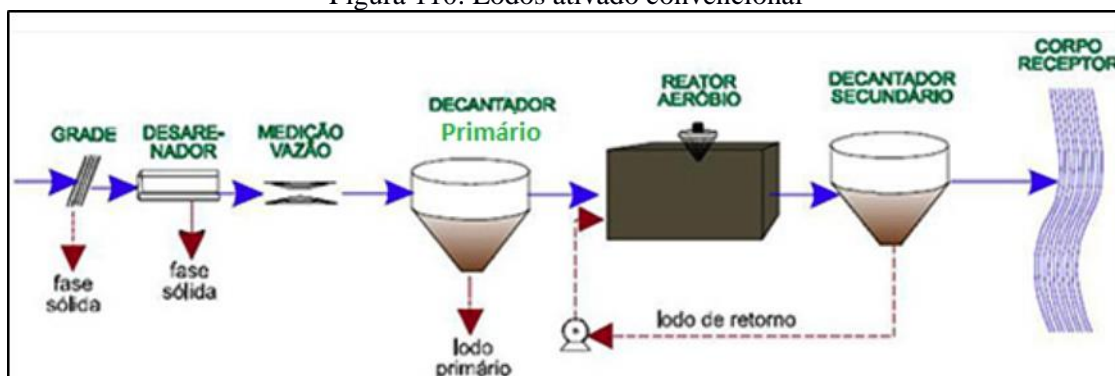 Figura 110: Lodos ativado convencional
GRADE
DESARE-
NADOR
MEDIÇÃO
VAZÃO
DECANTADOR
Primário
REATOR
AERÓBIO
DECANTADOR
SECUNDÁRIO
CORPO
RECEPTOR
fase
sólida
fase
sólida
lodo
primário
lodo de retorno